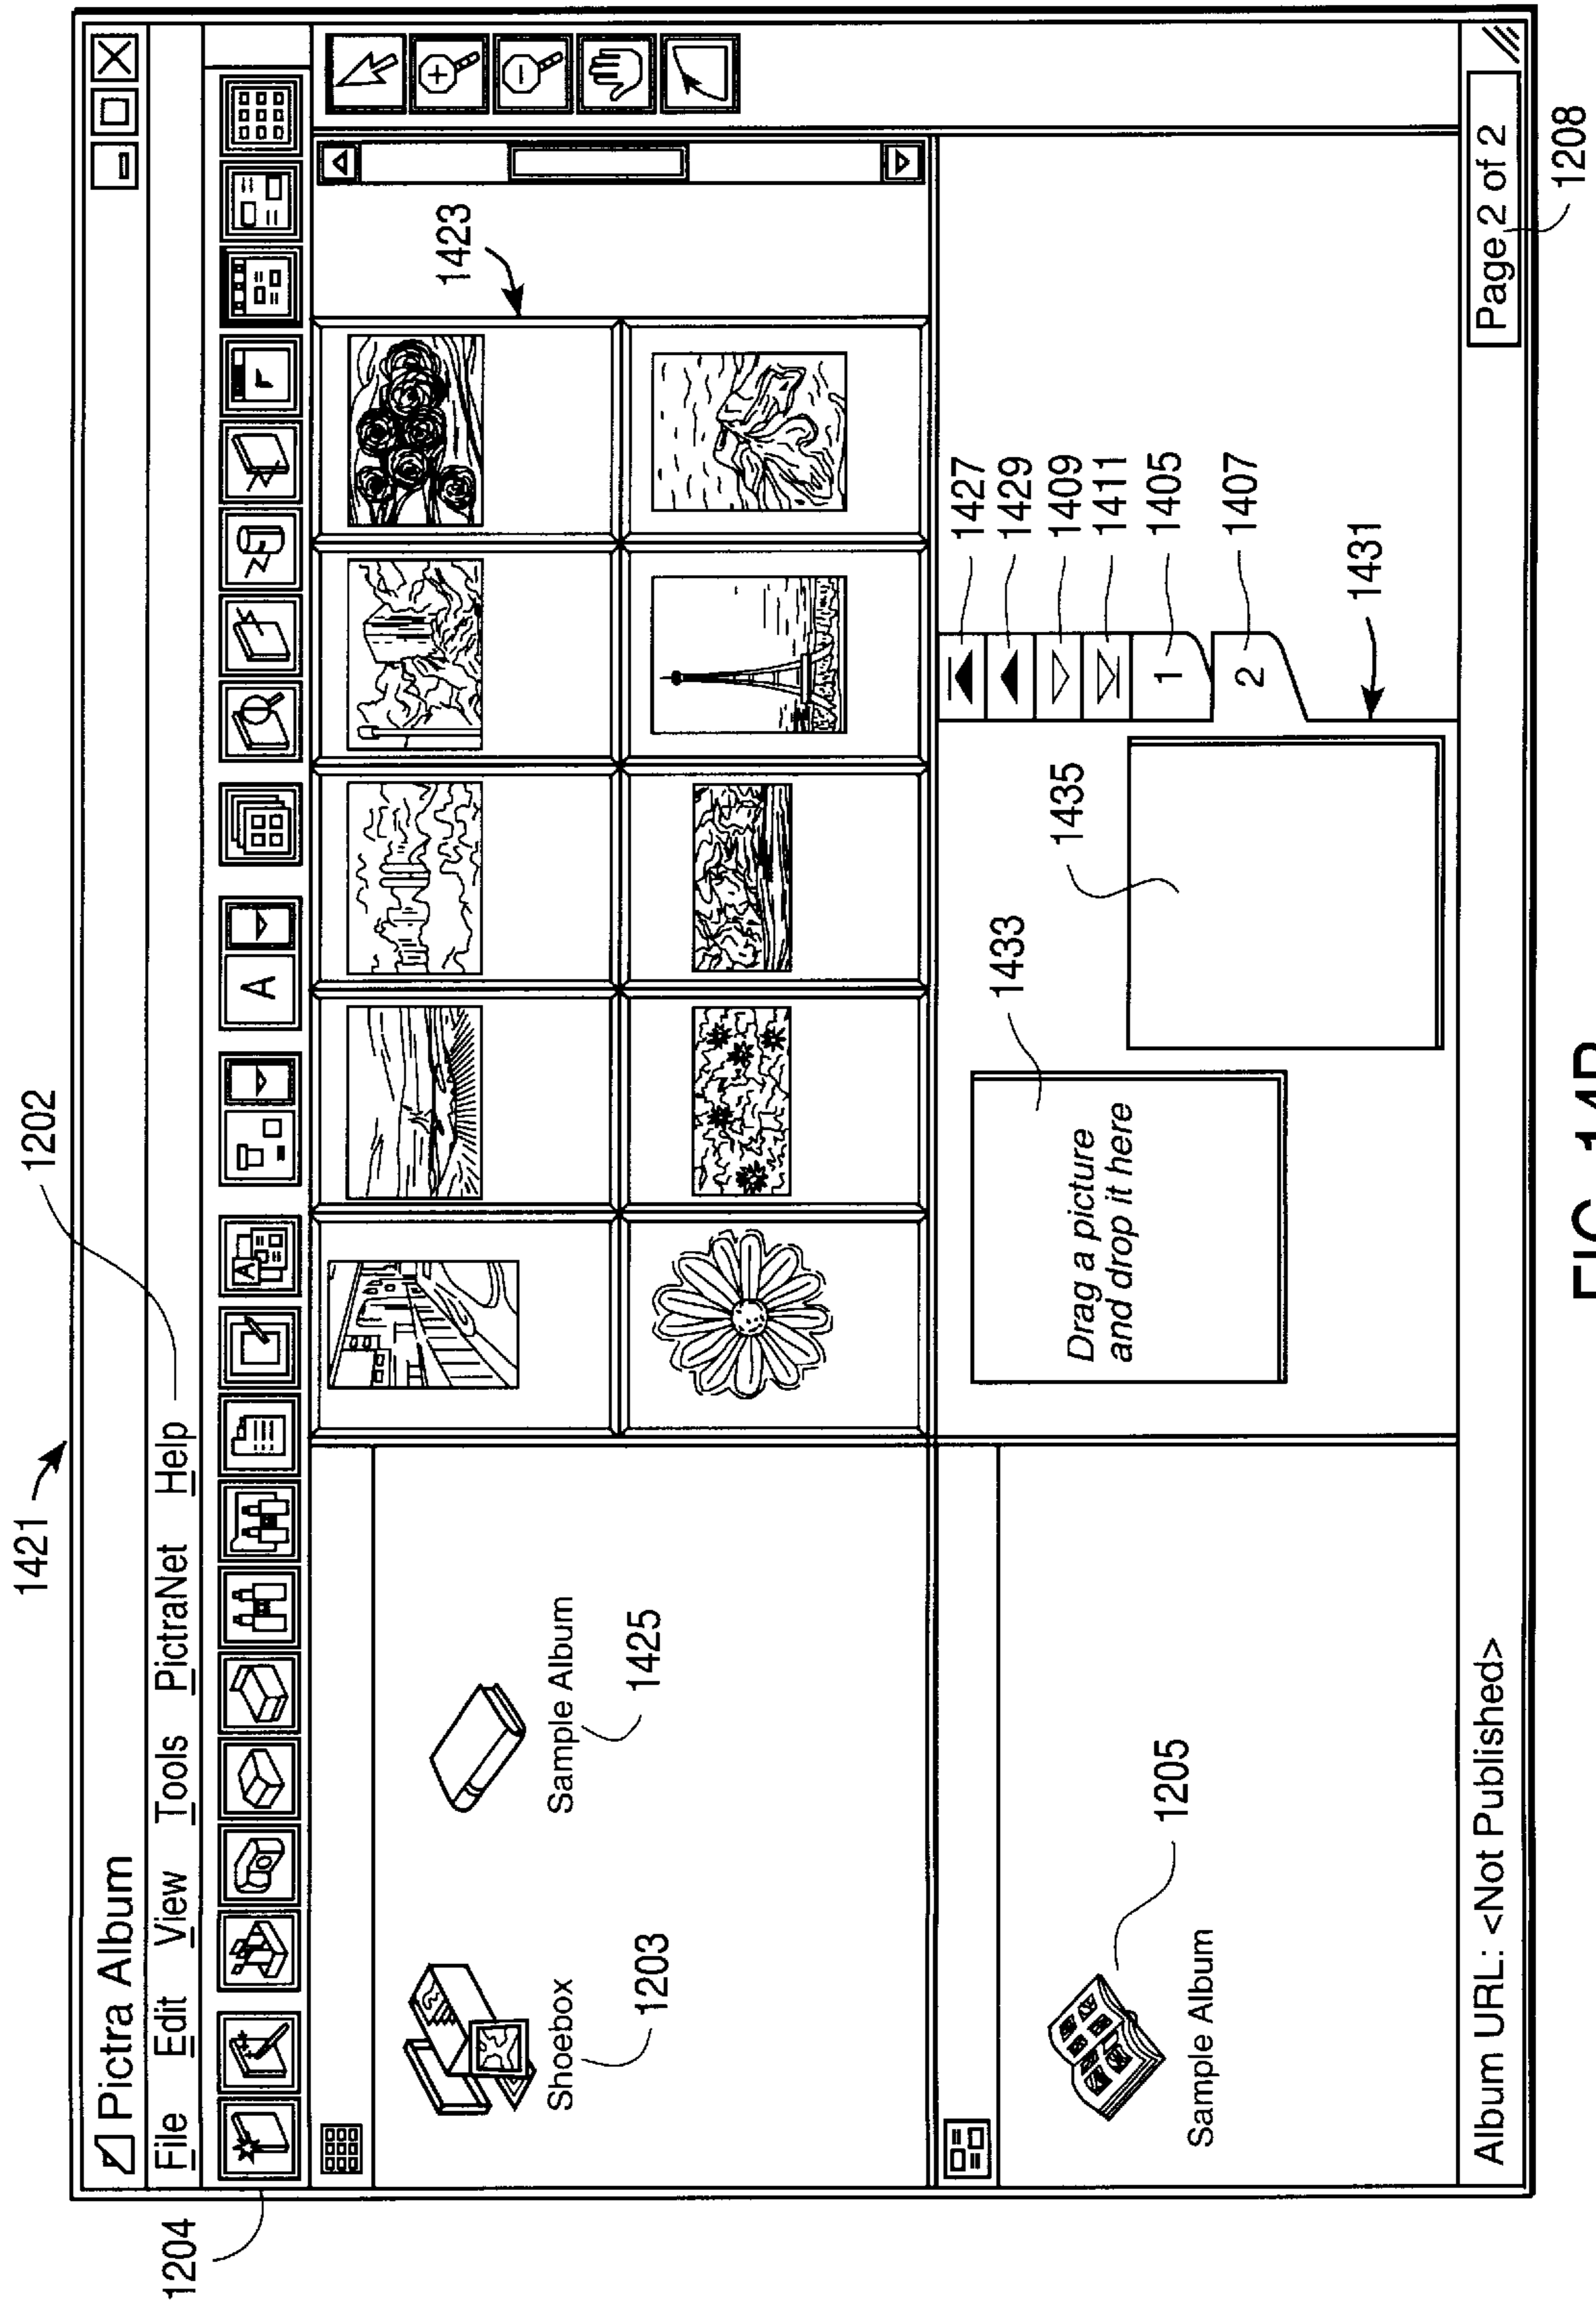 1421
1202
Pictra Album
File Edit View Tools PictraNet Help
1204
A
A
1423
Shoebox
Sample Album
1203
1425
1427
1429
1409
1411
1
1405
2
1407
1431
1433
1435
Drag a picture
and drop it here
1205
Sample Album
Album URL: <Not Published>
Page 2 of 2
1208